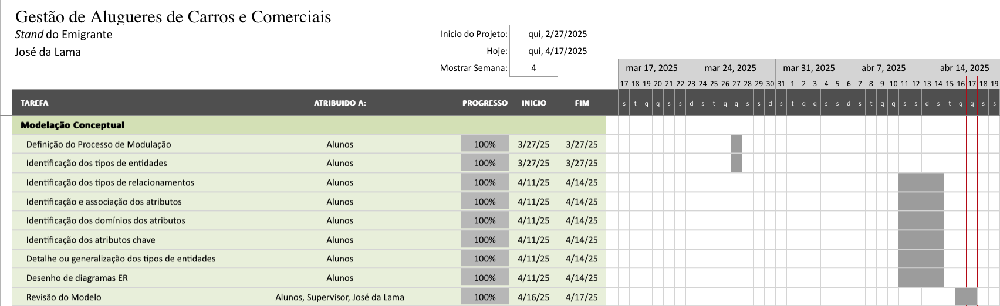 Gestão de Alugueres de Carros e Comerciais
Stand do Emigrante
Inicio do Projeto: qui, 2/27/2025
José da Lama
Hoje: qui, 4/17/2025
Mostrar Semana: 4
mar 17, 2025 mar 24, 2025 mar 31, 2025 abr 7, 2025 abr 14, 2025
17 18 19 20 21 22 23 24 25 26 27 28 29 30 31 1 2 3 4 5 6 7 8 9 10 11 12 13 14 15 16 17 18 19
TAREFA ATRIBUIDO A: PROGRESSO INICIO FIM s t q q s s d s t q q s s d s t q q s s d s t q q s s d s t q q s s
Modelação Conceptual
Definição do Processo de Modulação Alunos 100% 3/27/25 3/27/25
Identificação dos tipos de entidades Alunos 100% 3/27/25 3/27/25
Identificação dos tipos de relacionamentos Alunos 100% 4/11/25 4/14/25
Identificação e associação dos atributos Alunos 100% 4/11/25 4/14/25
Identificação dos domínios dos atributos Alunos 100% 4/11/25 4/14/25
Identificação dos atributos chave Alunos 100% 4/11/25 4/14/25
Detalhe ou generalização dos tipos de entidades Alunos 100% 4/11/25 4/14/25
Desenho de diagramas ER Alunos 100% 4/11/25 4/14/25
Revisão do Modelo Alunos, Supervisor, José da Lama 100% 4/16/25 4/17/25